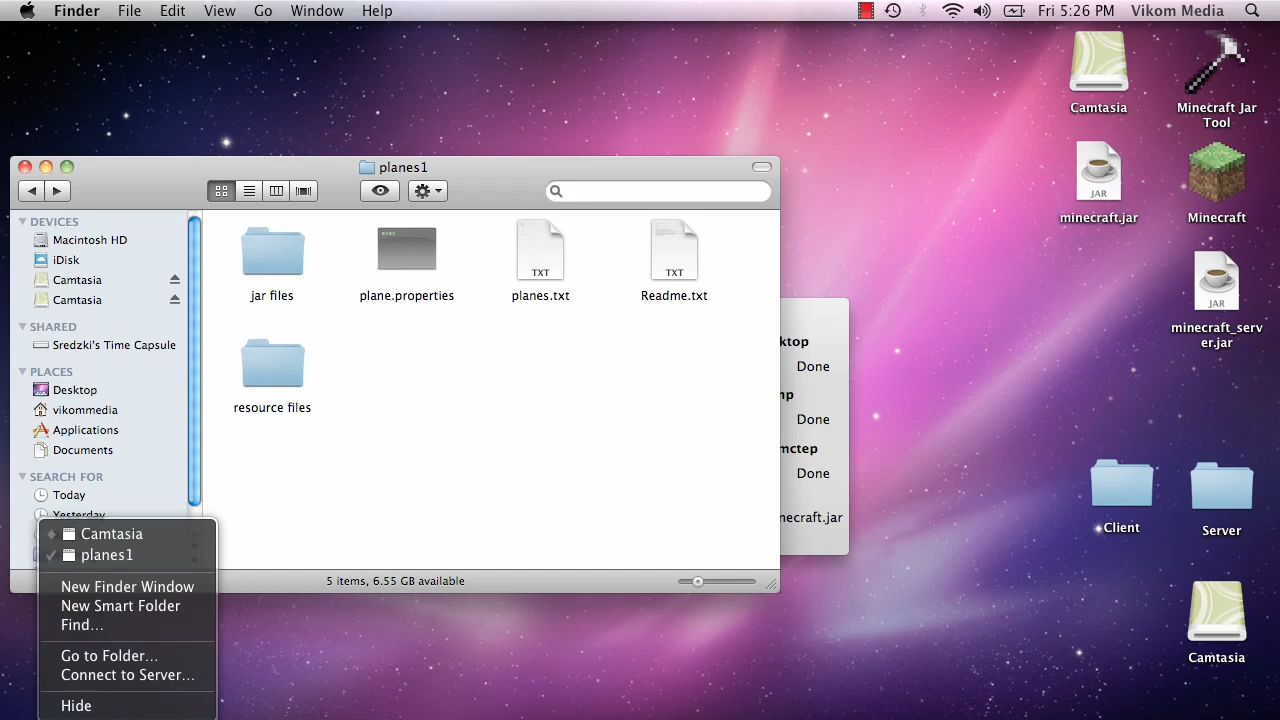 Finder File Edit View Go Window Help Fri 5:26 PM Vikom Media
Camtasia
Minecraft Jar
Tool
JAR
minecraft.jar
Minecraft
JAR
minecraft_serv
er.jar
Client
Server
Camtasia
planes1
DEVICES
Macintosh HD
iDisk
Camtasia
Camtasia
SHARED
Sredzki's Time Capsule
PLACES
Desktop
vikommedia
Applications
Documents
SEARCH FOR
Today
Yesterday
jar files
plane.properties
TXT
planes.txt
TXT
Readme.txt
resource files
5 items, 6.55 GB available
ktop
Done
np
Done
mctep
Done
necraft.jar
Camtasia
planes1
New Finder Window
New Smart Folder
Find...
Go to Folder...
Connect to Server...
Hide